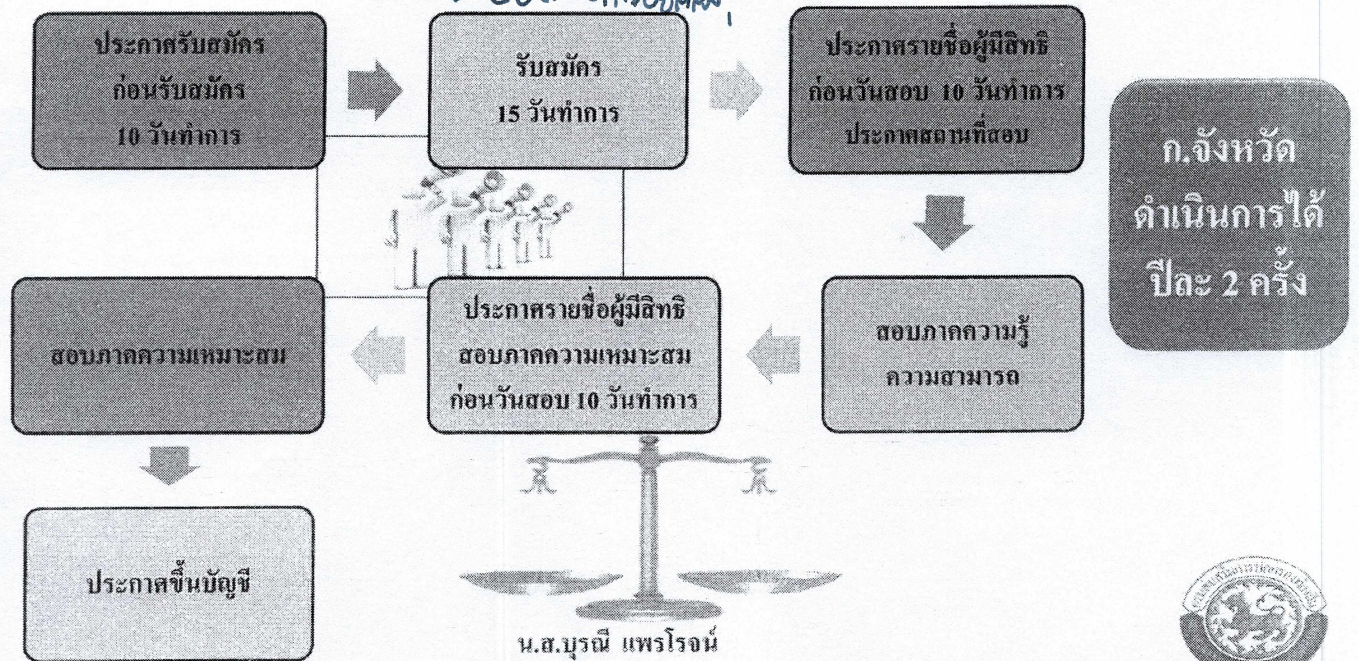 ประกาศรับสมัคร
ก่อนรับสมัคร
10 วันทำการ
รับสมัคร
15 วันทำการ
ประกาศรายชื่อผู้มีสิทธิ
ก่อนวันสอบ 10 วันทำการ
ประกาศสถานที่สอบ
ก.จังหวัด
ดำเนินการได้
ปีละ 2 ครั้ง
สอบภาคความรู้
ความสามารถ
ประกาศรายชื่อผู้มีสิทธิ
สอบภาคความเหมาะสม
ก่อนวันสอบ 10 วันทำการ
สอบภาคความเหมาะสม
ประกาศขึ้นบัญชี
น.ส.บุรณี แพรโรจน์